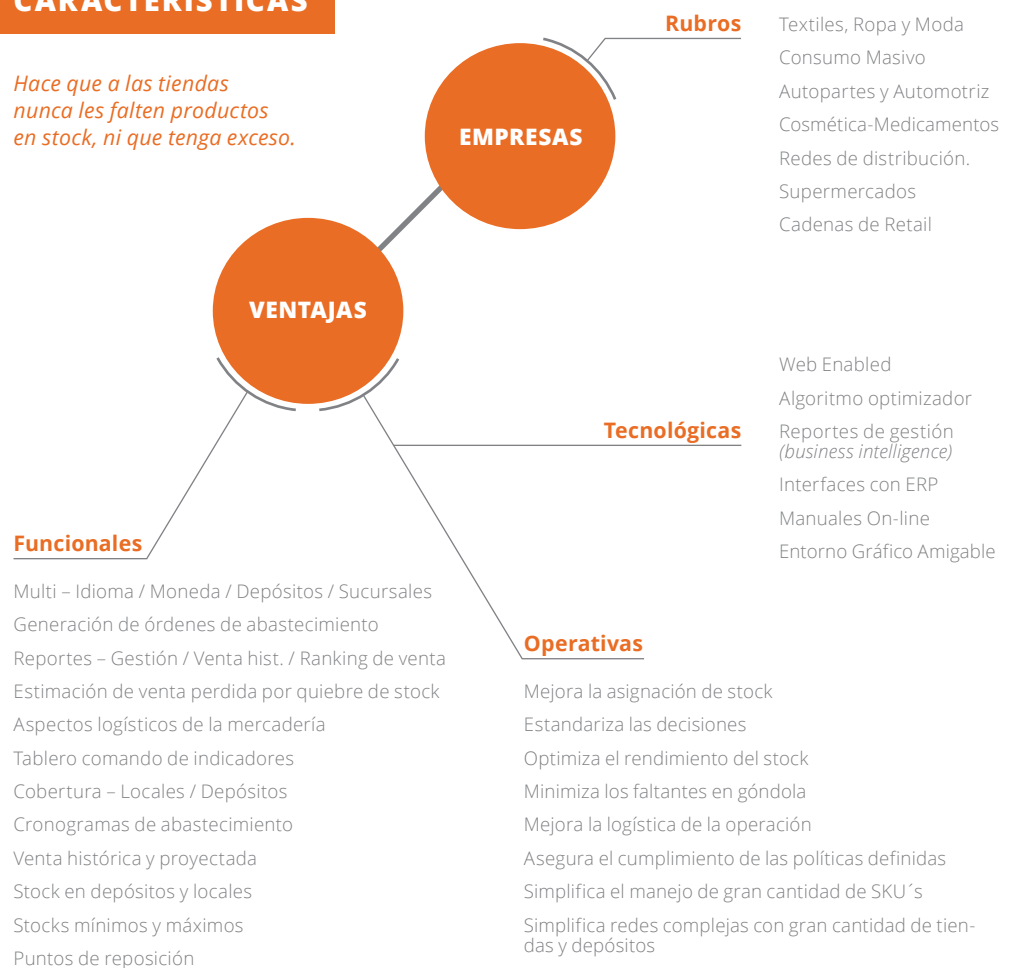 CARACTERÍSTICAS
Hace que a las tiendas
nunca les falten productos
en stock, ni que tenga exceso.
EMPRESAS
Rubros
Textiles, Ropa y Moda
Consumo Masivo
Autopartes y Automotriz
Cosmética-Medicamentos
Redes de distribución.
Supermercados
Cadenas de Retail
VENTAJAS
Tecnológicas
Web Enabled
Algoritmo optimizador
Reportes de gestión
(business intelligence)
Interfaces con ERP
Manuales On-line
Entorno Gráfico Amigable
Funcionales
Multi – Idioma / Moneda / Depósitos / Sucursales
Generación de órdenes de abastecimiento
Reportes – Gestión / Venta hist. / Ranking de venta
Estimación de venta perdida por quiebre de stock
Aspectos logísticos de la mercadería
Tablero comando de indicadores
Cobertura – Locales / Depósitos
Cronogramas de abastecimiento
Venta histórica y proyectada
Stock en depósitos y locales
Stocks mínimos y máximos
Puntos de reposición
Operativas
Mejora la asignación de stock
Estandariza las decisiones
Optimiza el rendimiento del stock
Minimiza los faltantes en góndola
Mejora la logística de la operación
Asegura el cumplimiento de las políticas definidas
Simplifica el manejo de gran cantidad de SKU´s
Simplifica redes complejas con gran cantidad de tien-
das y depósitos